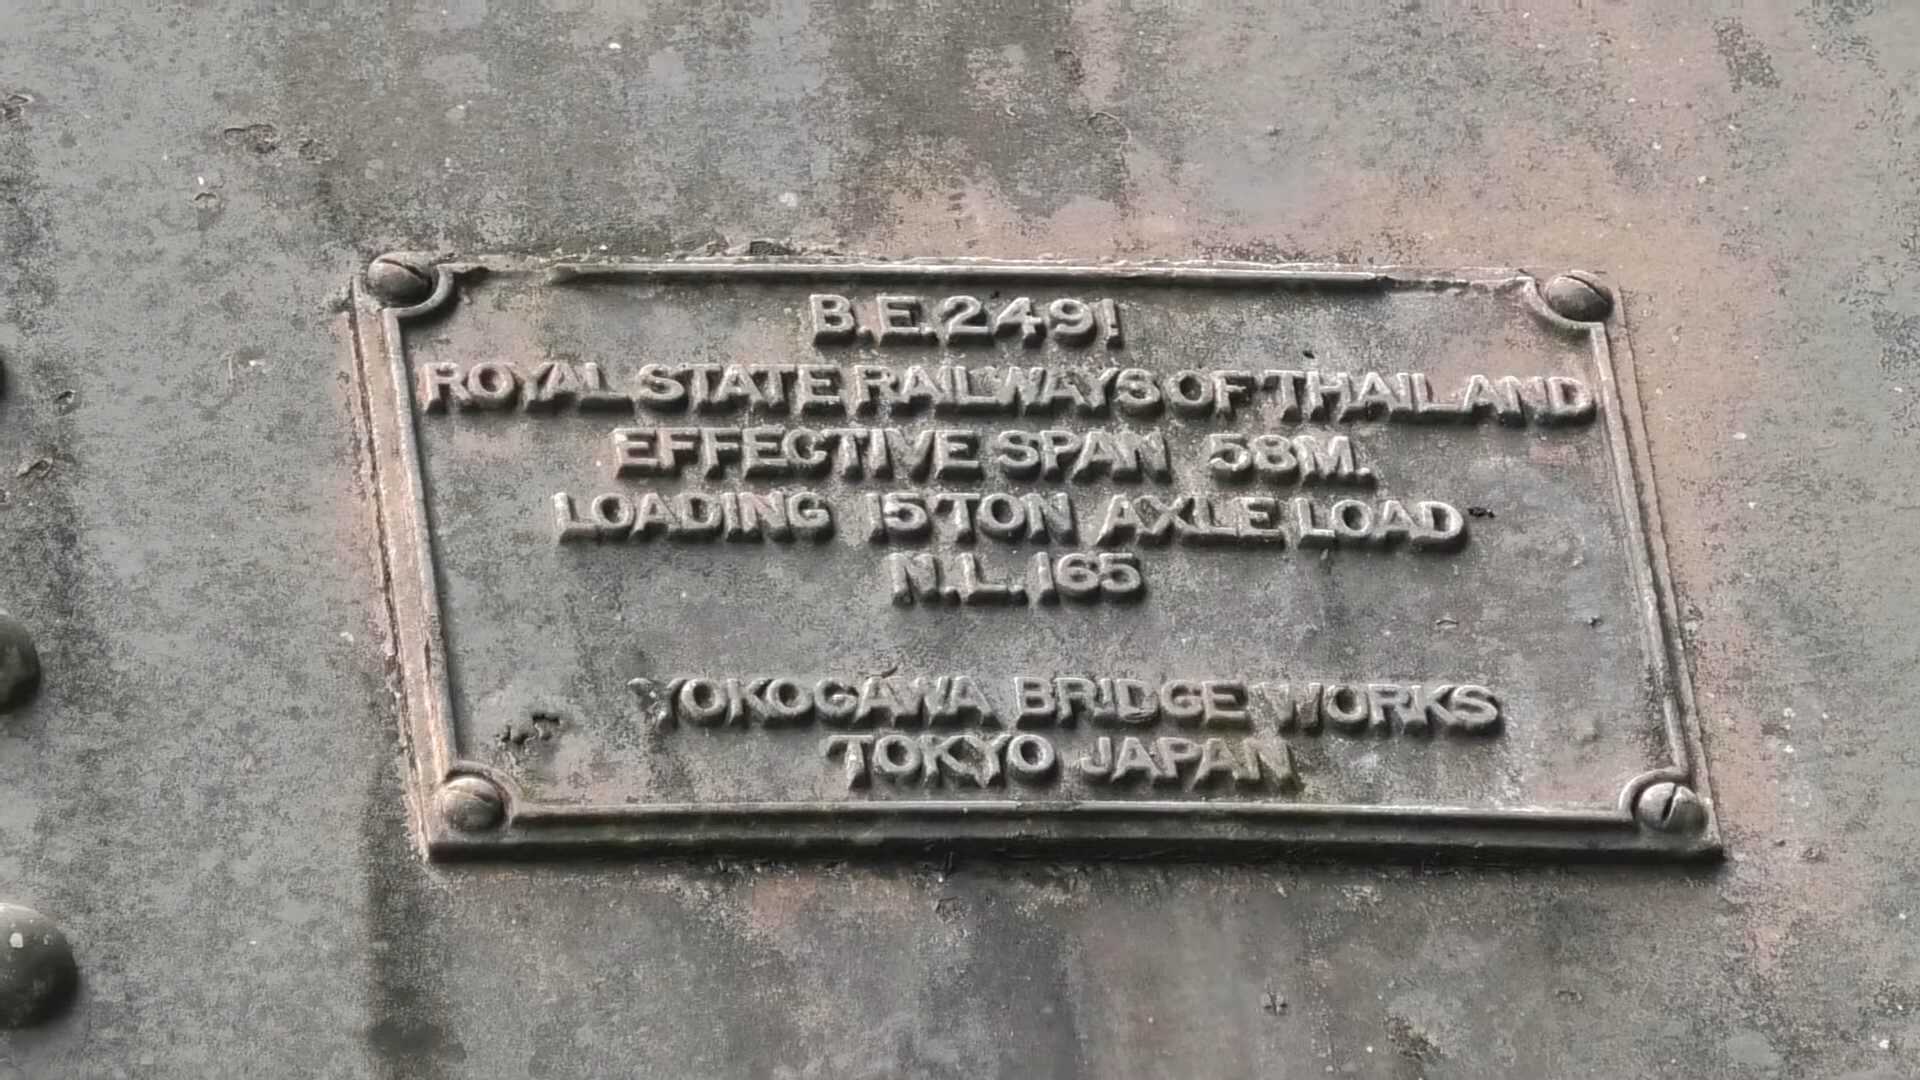 B.E.2491
ROYAL STATE RAILWAYS OF THAILAND
EFFECTIVE SPAN 58M.
LOADING 15 TON AXLE LOAD
N.L.165
YOKOGAWA BRIDGE WORKS
TOKYO JAPAN